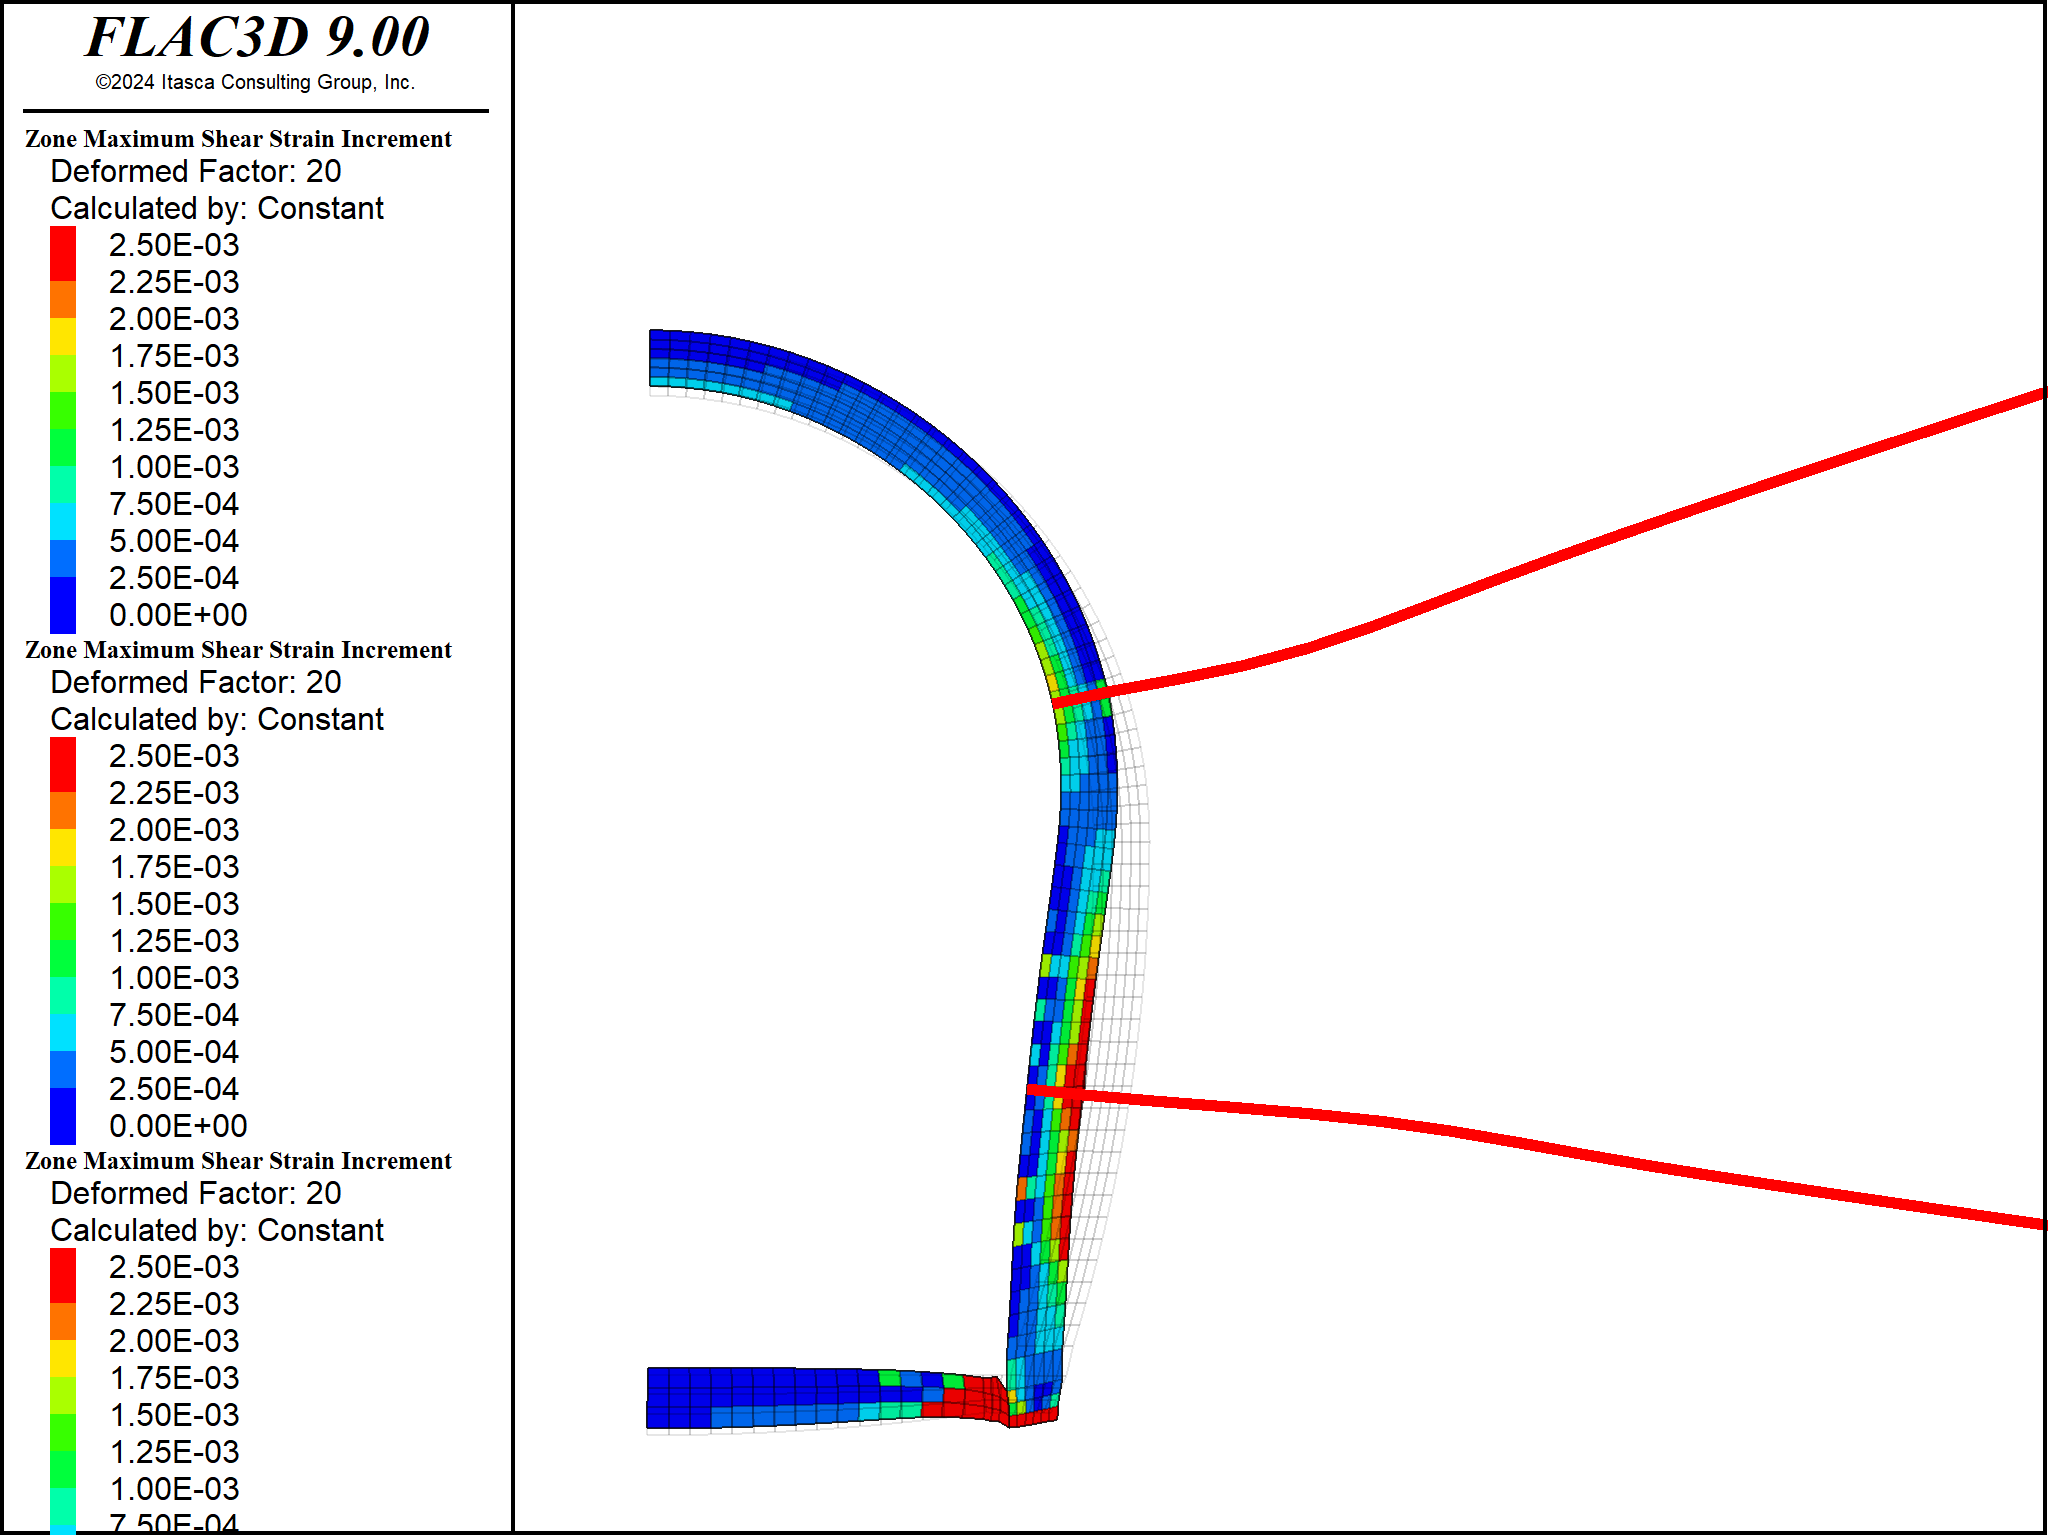 FLAC3D 9.00
©2024 Itasca Consulting Group, Inc.
Zone Maximum Shear Strain Increment
Deformed Factor: 20
Calculated by: Constant
2.50E-03
2.25E-03
2.00E-03
1.75E-03
1.50E-03
1.25E-03
1.00E-03
7.50E-04
5.00E-04
2.50E-04
0.00E+00
Zone Maximum Shear Strain Increment
Deformed Factor: 20
Calculated by: Constant
2.50E-03
2.25E-03
2.00E-03
1.75E-03
1.50E-03
1.25E-03
1.00E-03
7.50E-04
5.00E-04
2.50E-04
0.00E+00
Zone Maximum Shear Strain Increment
Deformed Factor: 20
Calculated by: Constant
2.50E-03
2.25E-03
2.00E-03
1.75E-03
1.50E-03
1.25E-03
1.00E-03
7.50E-04